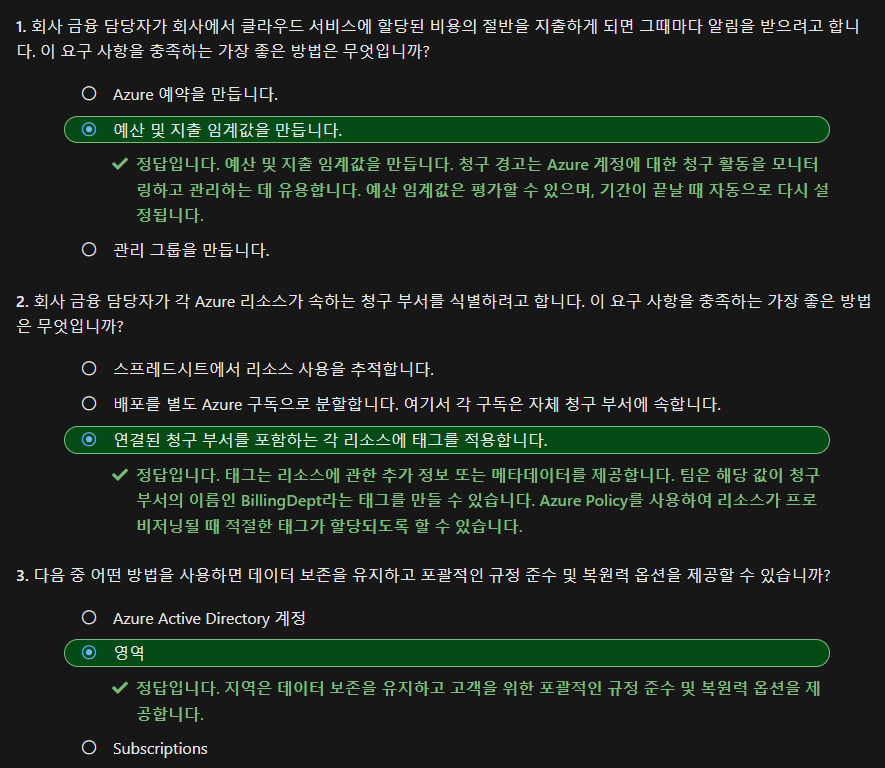 1. 회사 금융 담당자가 회사에서 클라우드 서비스에 할당된 비용의 절반을 지출하게 되면 그때마다 알림을 받으려고 합니
다. 이 요구 사항을 충족하는 가장 좋은 방법은 무엇입니까?
Azure 예약을 만듭니다.
예산 및 지출 임계값을 만듭니다.
정답입니다. 예산 및 지출 임계값을 만듭니다. 청구 경고는 Azure 계정에 대한 청구 활동을 모니터
링하고 관리하는 데 유용합니다. 예산 임계값은 평가할 수 있으며, 기간이 끝날 때 자동으로 다시 설
정됩니다.
관리 그룹을 만듭니다.
2. 회사 금융 담당자가 각 Azure 리소스가 속하는 청구 부서를 식별하려고 합니다. 이 요구 사항을 충족하는 가장 좋은 방법
은 무엇입니까?
스프레드시트에서 리소스 사용을 추적합니다.
배포를 별도 Azure 구독으로 분할합니다. 여기서 각 구독은 자체 청구 부서에 속합니다.
연결된 청구 부서를 포함하는 각 리소스에 태그를 적용합니다.
정답입니다. 태그는 리소스에 관한 추가 정보 또는 메타데이터를 제공합니다. 팀은 해당 값이 청구
부서의 이름인 BillingDept라는 태그를 만들 수 있습니다. Azure Policy를 사용하여 리소스가 프로
비저닝될 때 적절한 태그가 할당되도록 할 수 있습니다.
3. 다음 중 어떤 방법을 사용하면 데이터 보존을 유지하고 포괄적인 규정 준수 및 복원력 옵션을 제공할 수 있습니까?
Azure Active Directory 계정
영역
정답입니다. 지역은 데이터 보존을 유지하고 고객을 위한 포괄적인 규정 준수 및 복원력 옵션을 제
공합니다.
Subscriptions